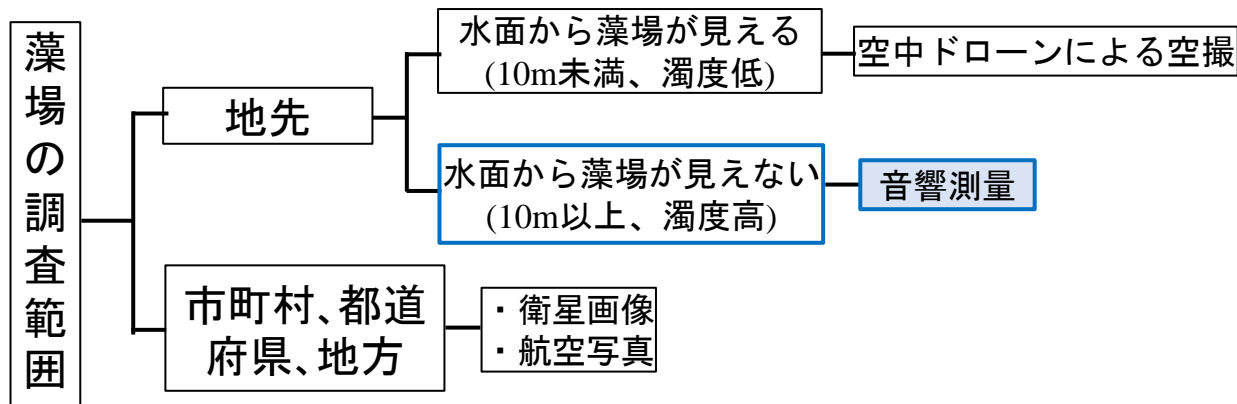 藻場の調査範囲
地先
水面から藻場が見える
(10m未満、濁度低)
空中ドローンによる空撮
水面から藻場が見えない
(10m以上、濁度高)
音響測量
市町村、都道
府県、地方
・衛星画像
・航空写真